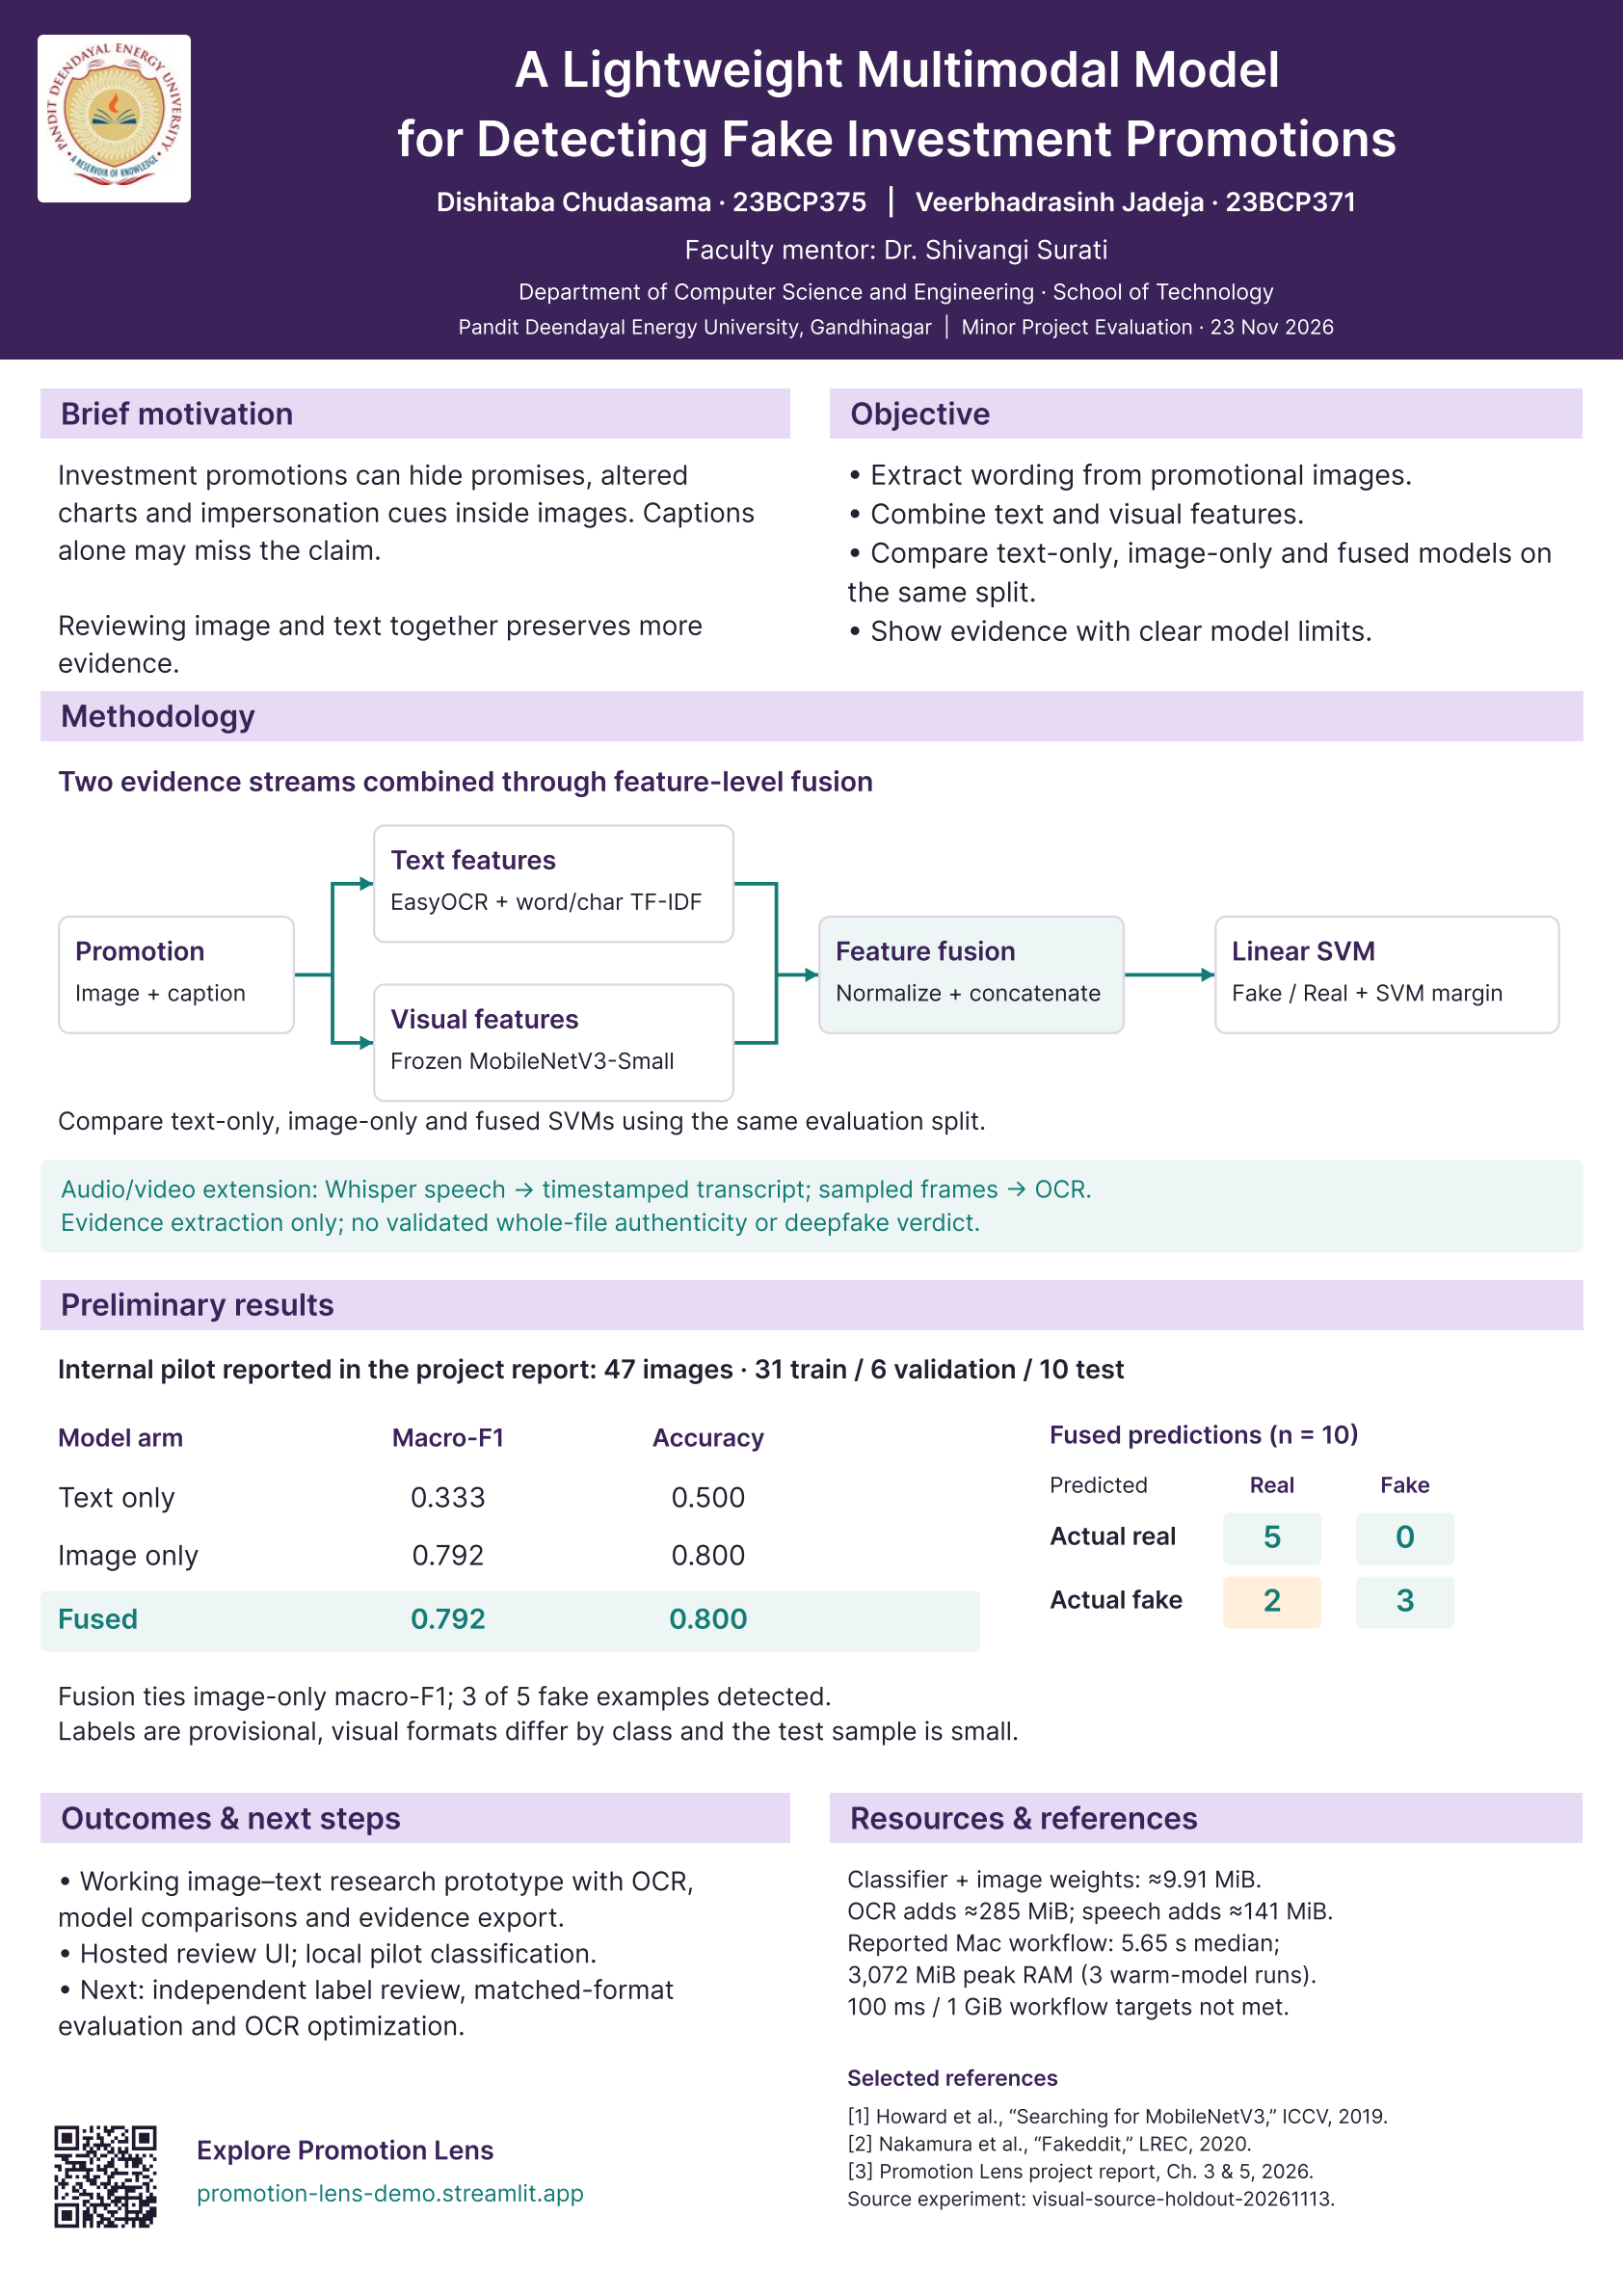 PANDIT DEENDAYAL ENERGY UNIVERSITY
• A RESERVOIR OF KNOWLEDGE •
A Lightweight Multimodal Model
for Detecting Fake Investment Promotions
Dishitaba Chudasama · 23BCP375 | Veerbhadrasinh Jadeja · 23BCP371
Faculty mentor: Dr. Shivangi Surati
Department of Computer Science and Engineering · School of Technology
Pandit Deendayal Energy University, Gandhinagar | Minor Project Evaluation · 23 Nov 2026
Brief motivation
Investment promotions can hide promises, altered
charts and impersonation cues inside images. Captions
alone may miss the claim.
Reviewing image and text together preserves more
evidence.
Objective
• Extract wording from promotional images.
• Combine text and visual features.
• Compare text-only, image-only and fused models on
the same split.
• Show evidence with clear model limits.
Methodology
Two evidence streams combined through feature-level fusion
Promotion
Image + caption
Text features
EasyOCR + word/char TF-IDF
Visual features
Frozen MobileNetV3-Small
Feature fusion
Normalize + concatenate
Linear SVM
Fake / Real + SVM margin
Compare text-only, image-only and fused SVMs using the same evaluation split.
Audio/video extension: Whisper speech → timestamped transcript; sampled frames → OCR.
Evidence extraction only; no validated whole-file authenticity or deepfake verdict.
Preliminary results
Internal pilot reported in the project report: 47 images · 31 train / 6 validation / 10 test
Model arm Macro-F1 Accuracy
Text only 0.333 0.500
Image only 0.792 0.800
Fused 0.792 0.800
Fused predictions (n = 10)
Predicted Real Fake
Actual real 5 0
Actual fake 2 3
Fusion ties image-only macro-F1; 3 of 5 fake examples detected.
Labels are provisional, visual formats differ by class and the test sample is small.
Outcomes & next steps
• Working image–text research prototype with OCR,
model comparisons and evidence export.
• Hosted review UI; local pilot classification.
• Next: independent label review, matched-format
evaluation and OCR optimization.
Explore Promotion Lens
promotion-lens-demo.streamlit.app
Resources & references
Classifier + image weights: ≈9.91 MiB.
OCR adds ≈285 MiB; speech adds ≈141 MiB.
Reported Mac workflow: 5.65 s median;
3,072 MiB peak RAM (3 warm-model runs).
100 ms / 1 GiB workflow targets not met.
Selected references
[1] Howard et al., “Searching for MobileNetV3,” ICCV, 2019.
[2] Nakamura et al., “Fakeddit,” LREC, 2020.
[3] Promotion Lens project report, Ch. 3 & 5, 2026.
Source experiment: visual-source-holdout-20261113.